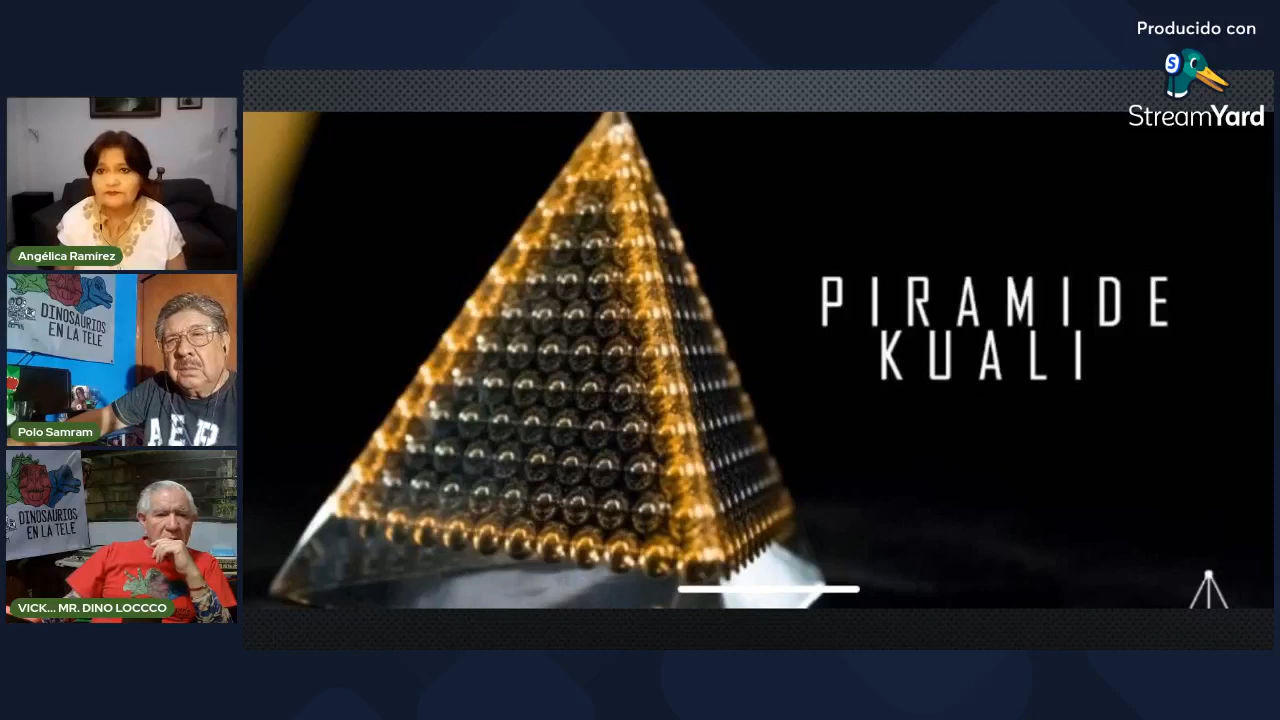 Producido con
S
StreamYard
Angélica Ramírez
DINOSAURIOS
EN LA TELE
AER
Polo Samram
DINOSAURIOS
EN LA TELE
VICK... MR. DINO LOCCCO
PIRAMIDE
KUALI